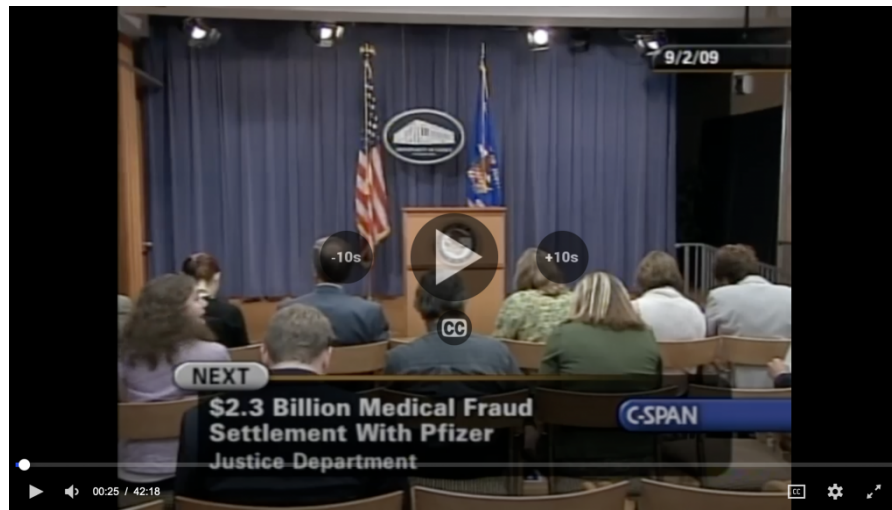 9/2/09
-10s
+10s
CC
NEXT
$2.3 Billion Medical Fraud
Settlement With Pfizer
C-SPAN
Justice Department
00:25 / 42:18
CC